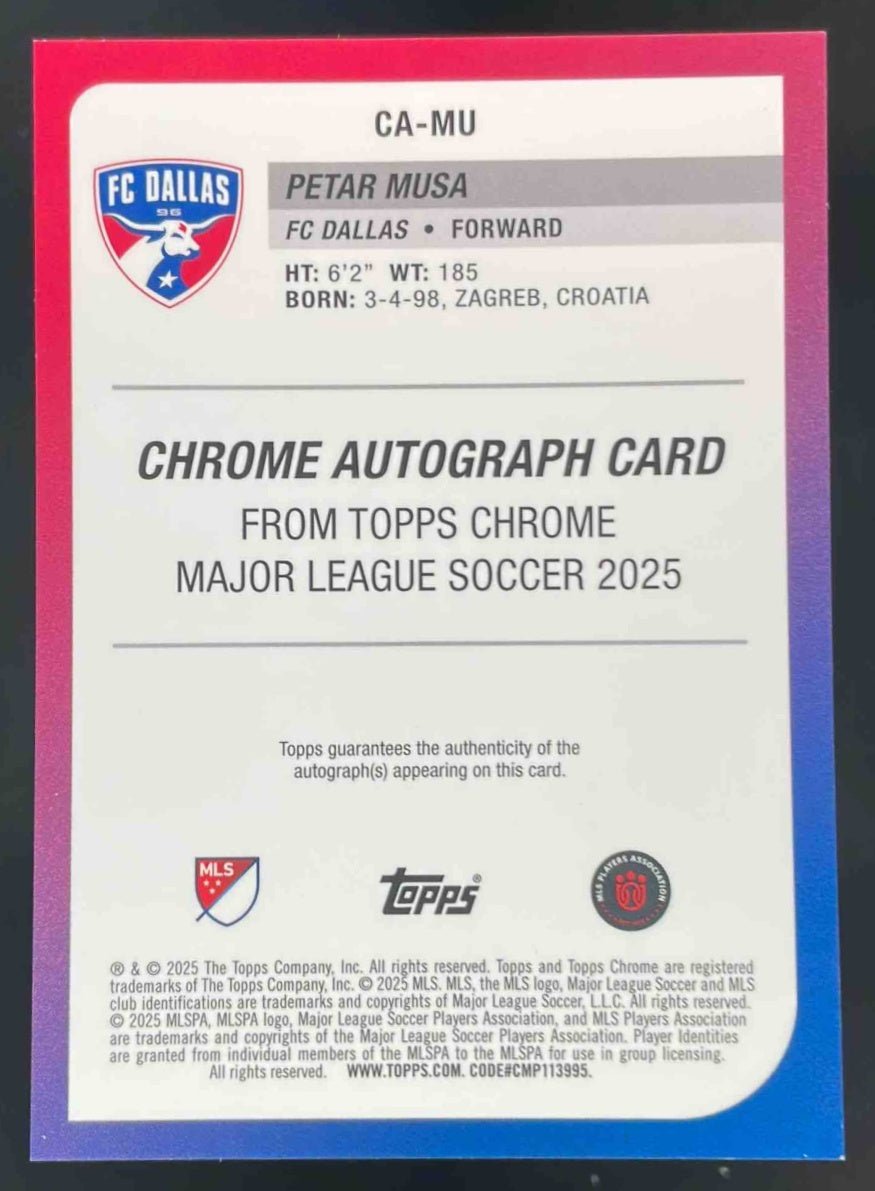 CA-MU
FC DALLAS
96
PETAR MUSA
FC DALLAS • FORWARD
HT: 6'2" WT: 185
BORN: 3-4-98, ZAGREB, CROATIA
CHROME AUTOGRAPH CARD
FROM TOPPS CHROME
MAJOR LEAGUE SOCCER 2025
Topps guarantees the authenticity of the
autograph(s) appearing on this card.
MLS
topps®
MLS PLAYERS ASSOCIATION
® & © 2025 The Topps Company, Inc. All rights reserved. Topps and Topps Chrome are registered
trademarks of The Topps Company, Inc. © 2025 MLS. MLS, the MLS logo, Major League Soccer and MLS
club identifications are trademarks and copyrights of Major League Soccer, L.L.C. All rights reserved.
© 2025 MLSPA, MLSPA logo, Major League Soccer Players Association, and MLS Players Association
are trademarks and copyrights of the Major League Soccer Players Association. Player Identities
are granted from individual members of the MLSPA to the MLSPA for use in group licensing.
All rights reserved. WWW.TOPPS.COM. CODE#CMP113995.